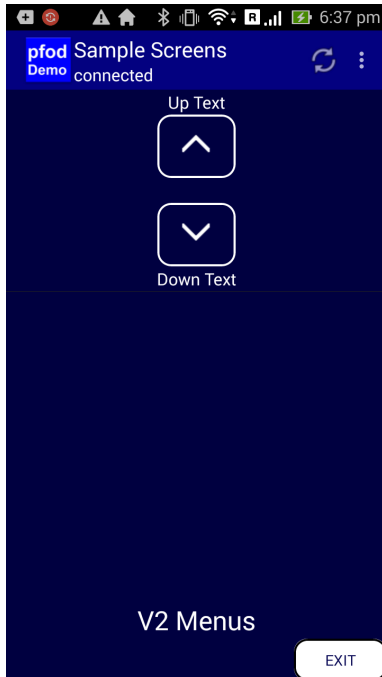 R 6:37 pm
pfod Sample Screens
Demo connected
Up Text
Down Text
V2 Menus
EXIT